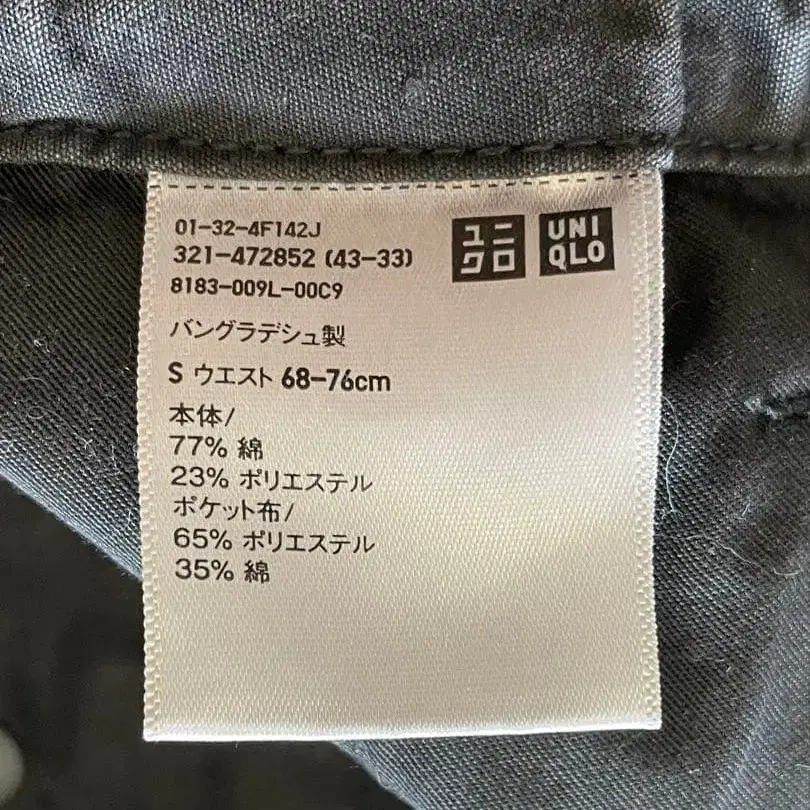 01-32-4F142J
321-472852 (43-33)
8183-009L-00C9
ユニ
クロ
UNI
QLO
バングラデシュ製
S ウエスト 68-76cm
本体/
77% 綿
23% ポリエステル
ポケット布/
65% ポリエステル
35% 綿